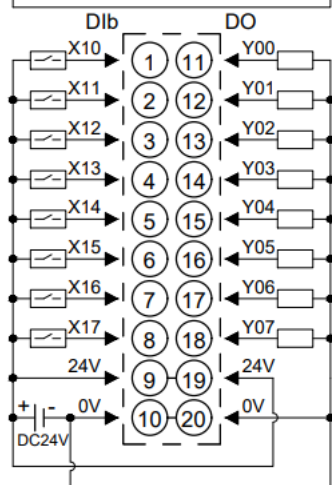 DIb DO
X10 1 11 Y00
X11 2 12 Y01
X12 3 13 Y02
X13 4 14 Y03
X14 5 15 Y04
X15 6 16 Y05
X16 7 17 Y06
X17 8 18 Y07
24V 9 19 24V
+ - 0V 10 20 0V
DC24V